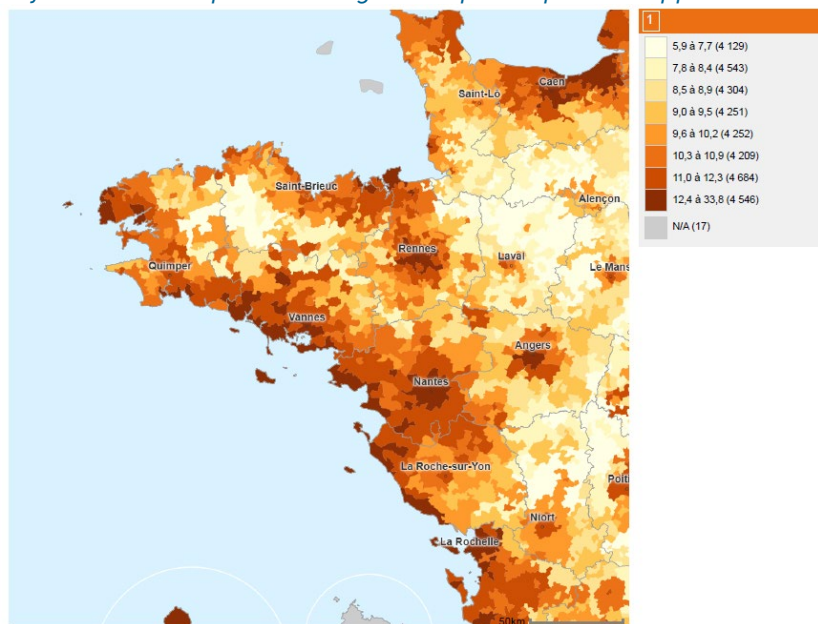 1
5,9 à 7,7 (4 129)
7,8 à 8,4 (4 543)
8,5 à 8,9 (4 304)
9,0 à 9,5 (4 251)
9,6 à 10,2 (4 252)
10,3 à 10,9 (4 209)
11,0 à 12,3 (4 684)
12,4 à 33,8 (4 546)
N/A (17)
Caen
Saint-Lô
Saint-Brieuc
Alençon
Rennes
Laval
Quimper
Le Mans
Vannes
Angers
Nantes
La Roche-sur-Yon
Poiti
Niort
La Rochelle
50km